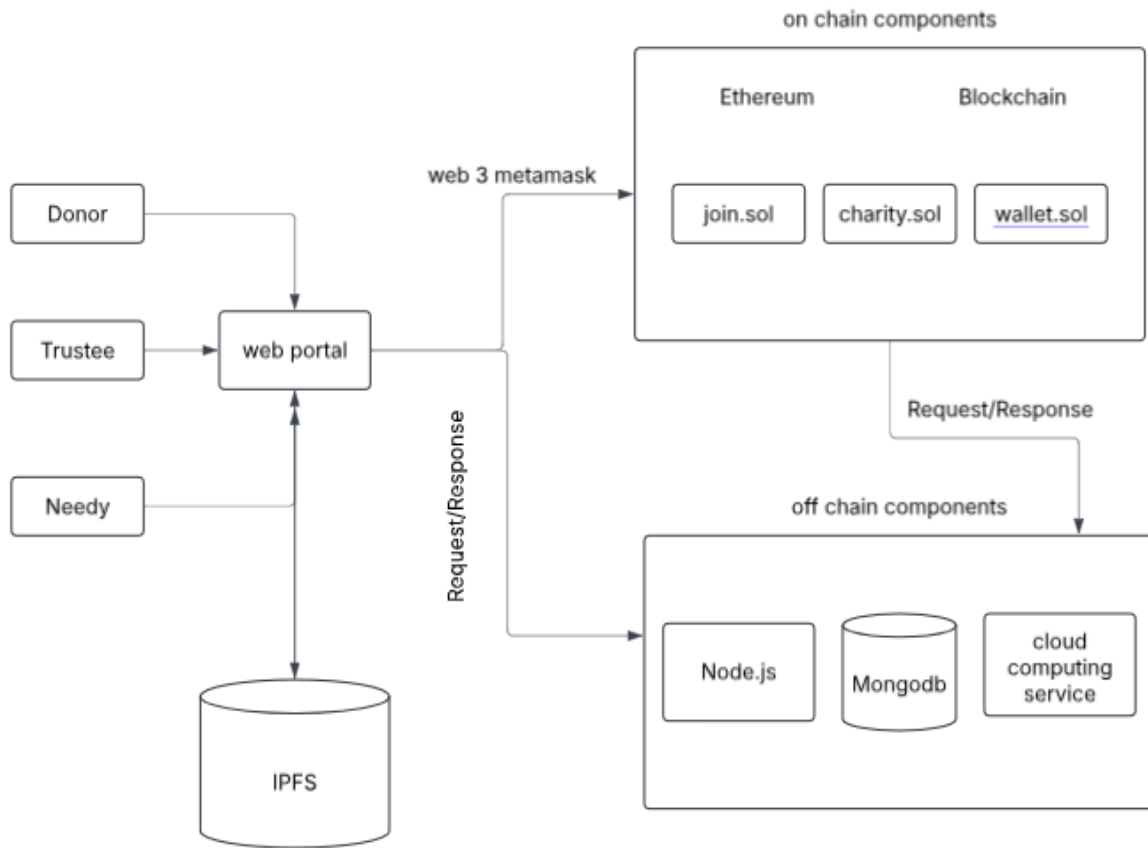 on chain components
Ethereum
Blockchain
web 3 metamask
Donor
join.sol
charity.sol
wallet.sol
Trustee
web portal
Request/Response
Request/Response
Needy
off chain components
Node.js
Mongodb
cloud
computing
service
IPFS